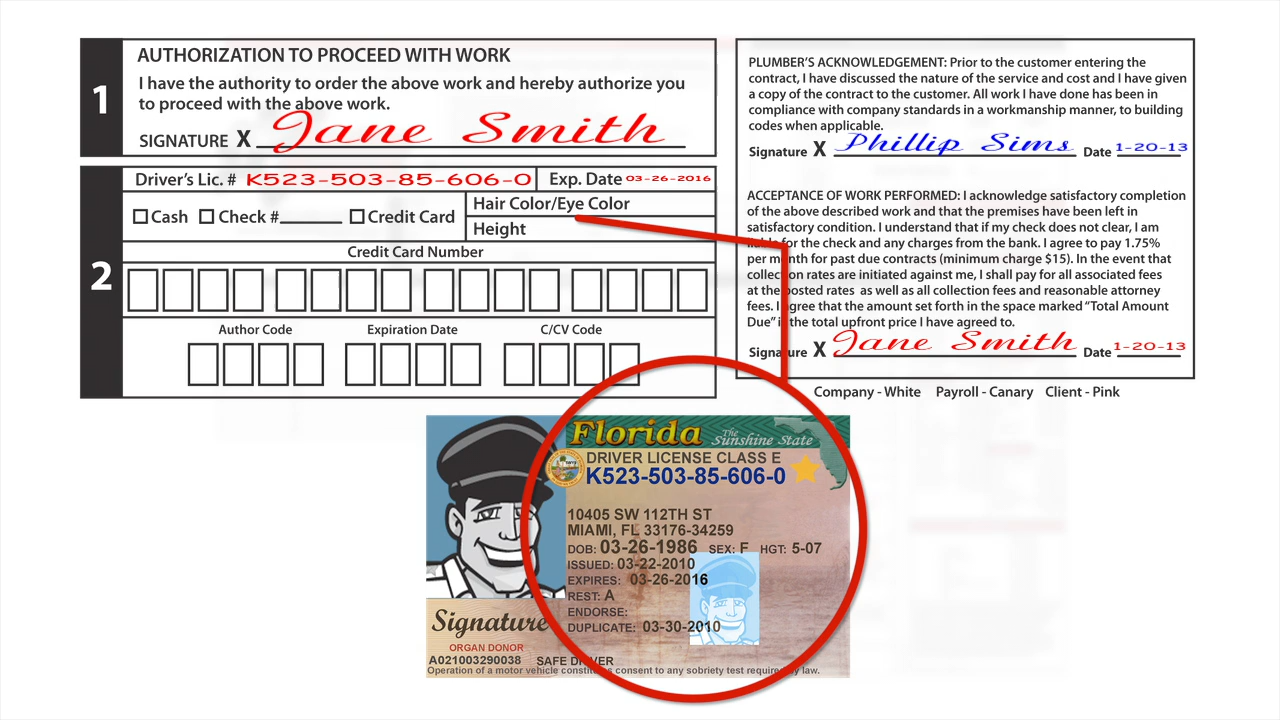 1
AUTHORIZATION TO PROCEED WITH WORK
I have the authority to order the above work and hereby authorize you
to proceed with the above work.
SIGNATURE X Jane Smith
2
Driver's Lic. # K523-503-85-606-0 Exp. Date 03-26-2016
Cash Check # Credit Card
Hair Color/Eye Color
Height
Credit Card Number
Author Code Expiration Date C/CV Code
PLUMBER'S ACKNOWLEDGEMENT: Prior to the customer entering the
contract, I have discussed the nature of the service and cost and I have given
a copy of the contract to the customer. All work I have done has been in
compliance with company standards in a workmanship manner, to building
codes when applicable.
Signature X Phillip Sims Date 1-20-13
ACCEPTANCE OF WORK PERFORMED: I acknowledge satisfactory completion
of the above described work and that the premises have been left in
satisfactory condition. I understand that if my check does not clear, I am
liable for the check and any charges from the bank. I agree to pay 1.75%
per month for past due contracts (minimum charge $15). In the event that
collection rates are initiated against me, I shall pay for all associated fees
at the posted rates as well as all collection fees and reasonable attorney
fees. I agree that the amount set forth in the space marked "Total Amount
Due" is the total upfront price I have agreed to.
Signature X Jane Smith Date 1-20-13
Company - White Payroll - Canary Client - Pink
Florida The Sunshine State
DRIVER LICENSE CLASS E
K523-503-85-606-0
10405 SW 112TH ST
MIAMI, FL 33176-34259
DOB: 03-26-1986 SEX: F HGT: 5-07
ISSUED: 03-22-2010
EXPIRES: 03-26-2016
REST: A
ENDORSE:
DUPLICATE: 03-30-2010
Signature
ORGAN DONOR
A021003290038 SAFE DRIVER
Operation of a motor vehicle constitutes consent to any sobriety test required by law.